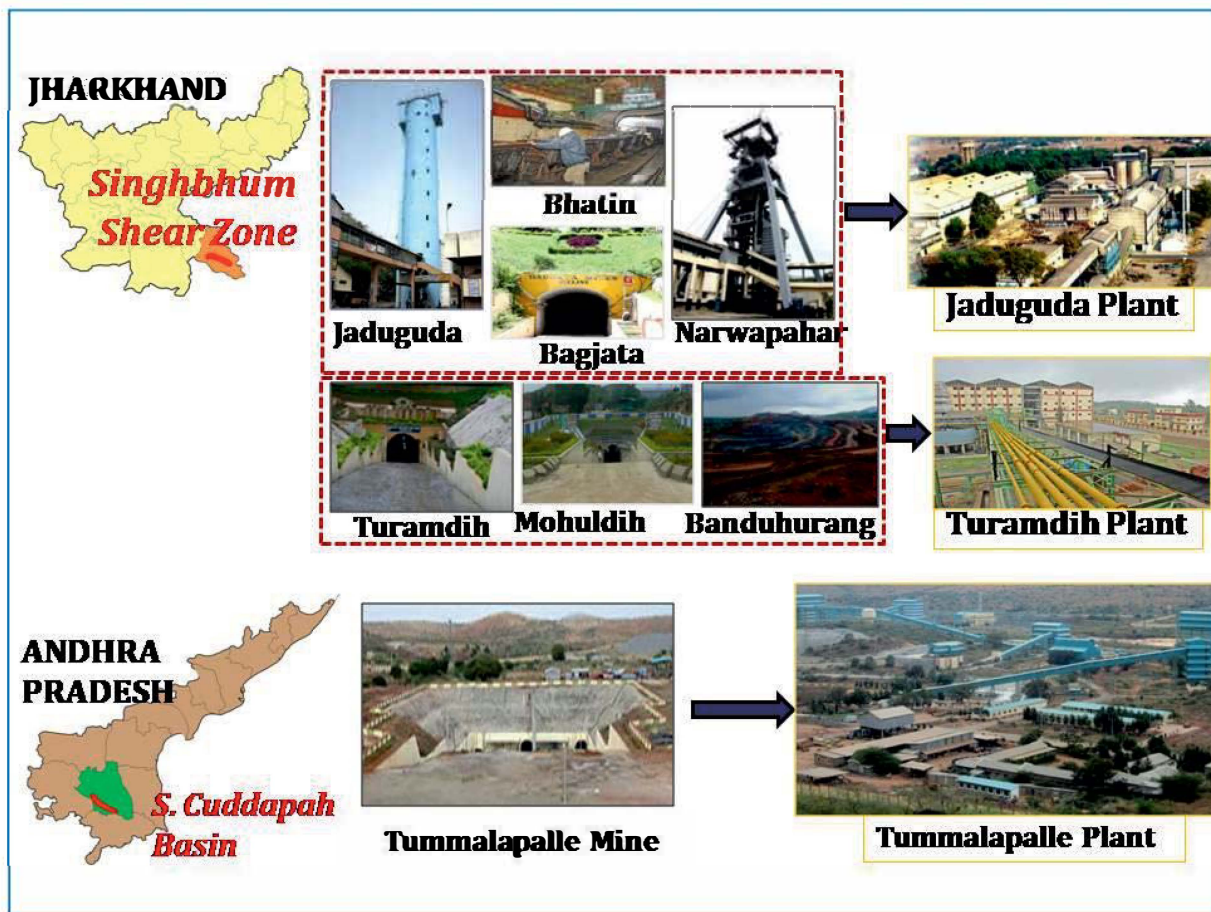 JHARKHAND
Singhbhum
Shear Zone
Jaduguda
Bhatin
Bagjata
Narwapahar
Jaduguda Plant
Turamdih
Mohuldih
Banduhurang
Turamdih Plant
ANDHRA
PRADESH
S. Cuddapah
Basin
Tummalapalle Mine
Tummalapalle Plant